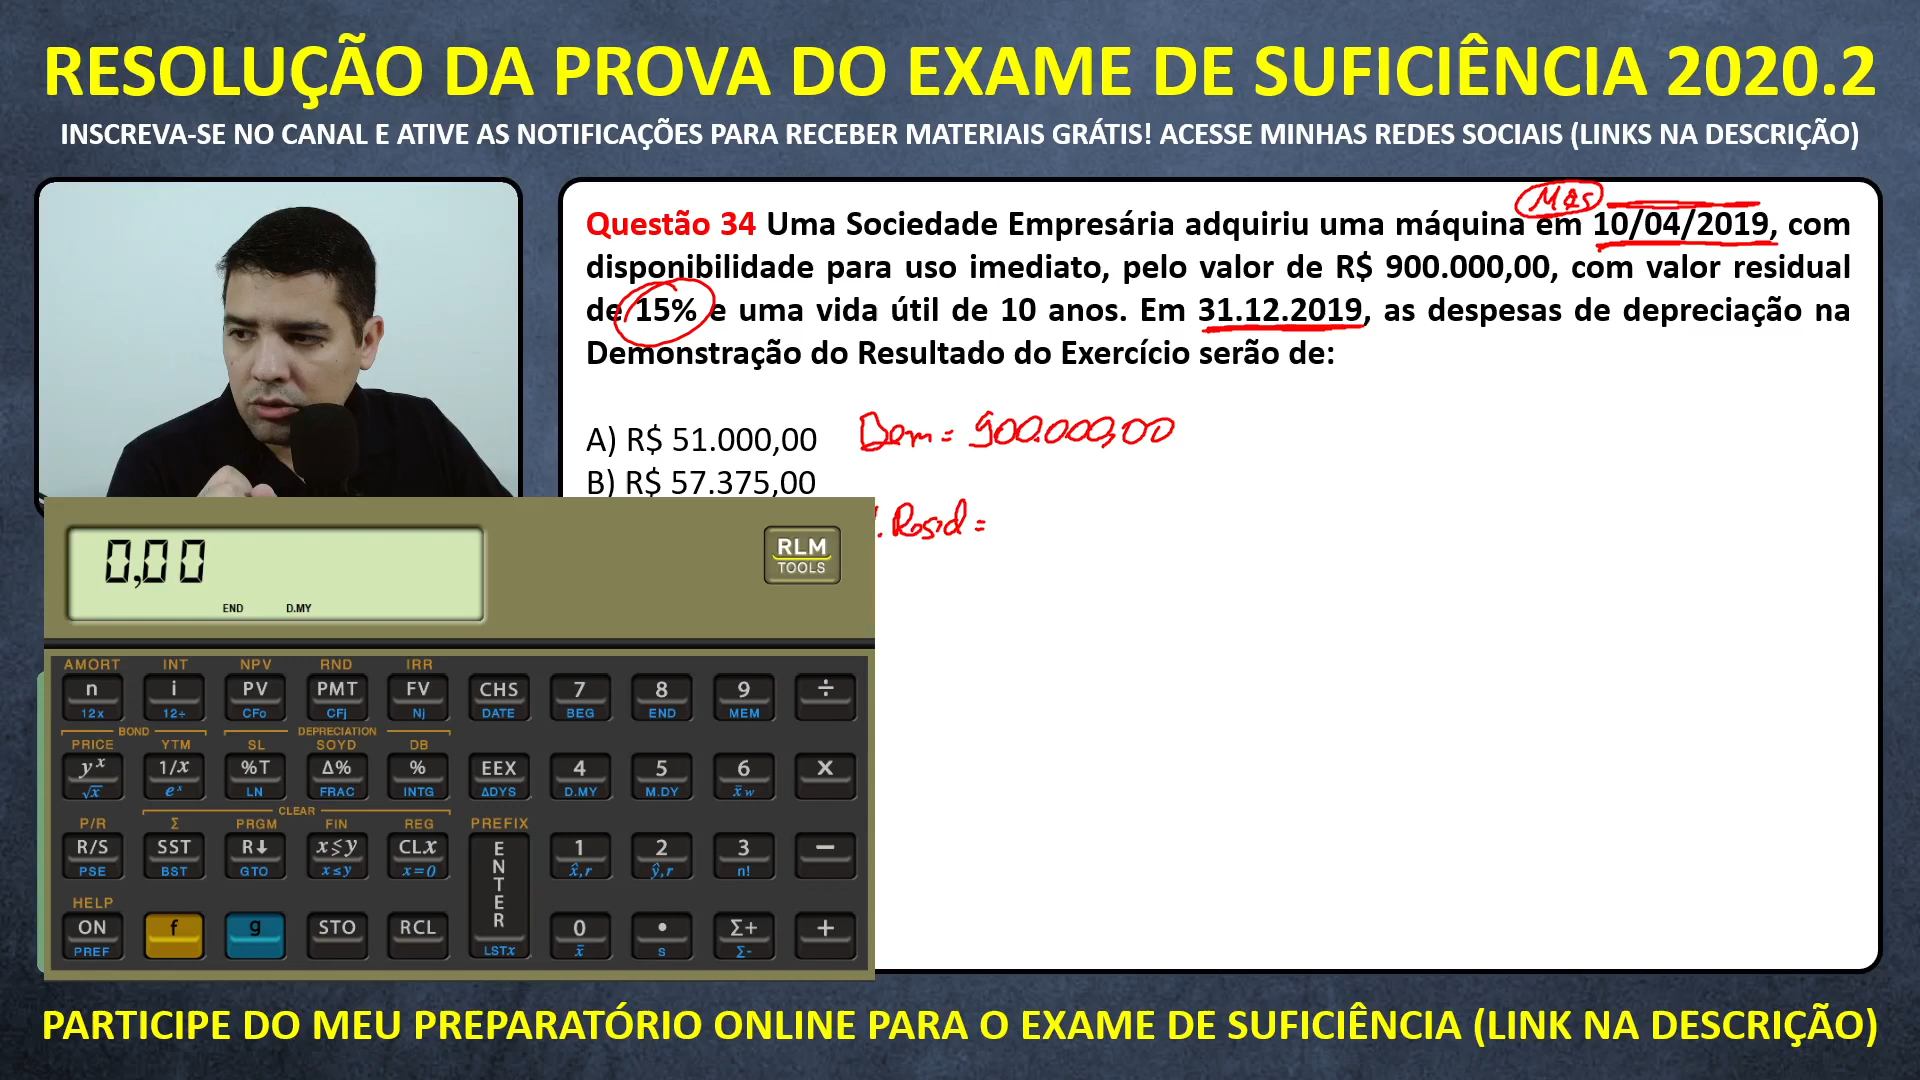 RESOLUÇÃO DA PROVA DO EXAME DE SUFICIÊNCIA 2020.2
INSCREVA-SE NO CANAL E ATIVE AS NOTIFICAÇÕES PARA RECEBER MATERIAIS GRÁTIS! ACESSE MINHAS REDES SOCIAIS (LINKS NA DESCRIÇÃO)
Mês
Questão 34 Uma Sociedade Empresária adquiriu uma máquina em 10/04/2019, com
disponibilidade para uso imediato, pelo valor de R$ 900.000,00, com valor residual
de 15% e uma vida útil de 10 anos. Em 31.12.2019, as despesas de depreciação na
Demonstração do Resultado do Exercício serão de:
A) R$ 51.000,00
Bem = 900.000,00
B) R$ 57.375,00
. Resid =
0,00
END D.MY
RLM
TOOLS
AMORT INT NPV RND IRR
n i PV PMT FV CHS 7 8 9 ÷
12x 12÷ CFo CFj Nj DATE BEG END MEM
BOND DEPRECIATION
PRICE YTM SL SOYD DB
yˣ 1/x %T Δ% % EEX 4 5 6 X
√x eˣ LN FRAC INTG ΔDYS D.MY M.DY x̄w
CLEAR
P/R Σ PRGM FIN REG PREFIX
R/S SST R↓ x≶y CLx ENTER 1 2 3 −
PSE BST GTO x≤y x=0 x̂,r ŷ,r n!
HELP
ON f g STO RCL 0 • Σ+ +
PREF LSTx x̄ s Σ-
PARTICIPE DO MEU PREPARATÓRIO ONLINE PARA O EXAME DE SUFICIÊNCIA (LINK NA DESCRIÇÃO)